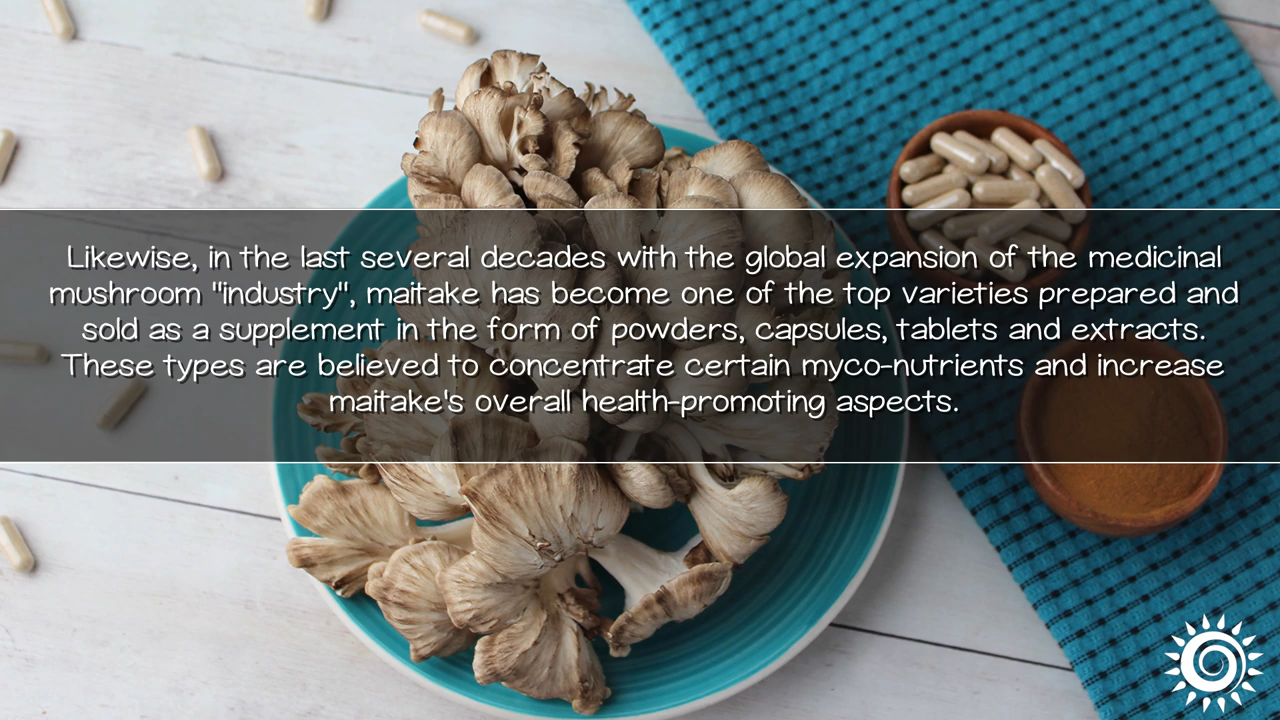 Likewise, in the last several decades with the global expansion of the medicinal
mushroom "industry", maitake has become one of the top varieties prepared and
sold as a supplement in the form of powders, capsules, tablets and extracts.
These types are believed to concentrate certain myco-nutrients and increase
maitake's overall health-promoting aspects.